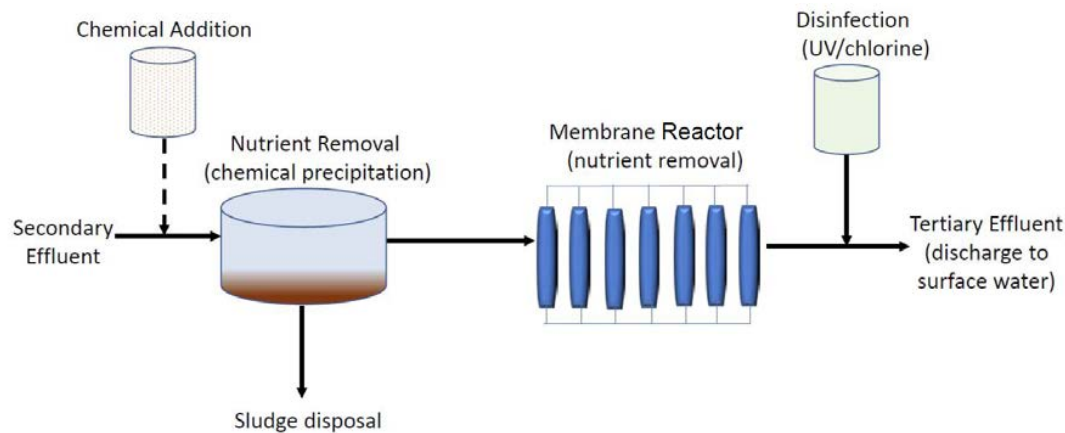 Chemical Addition
Disinfection
(UV/chlorine)
Nutrient Removal
(chemical precipitation)
Membrane Reactor
(nutrient removal)
Secondary
Effluent
Tertiary Effluent
(discharge to
surface water)
Sludge disposal